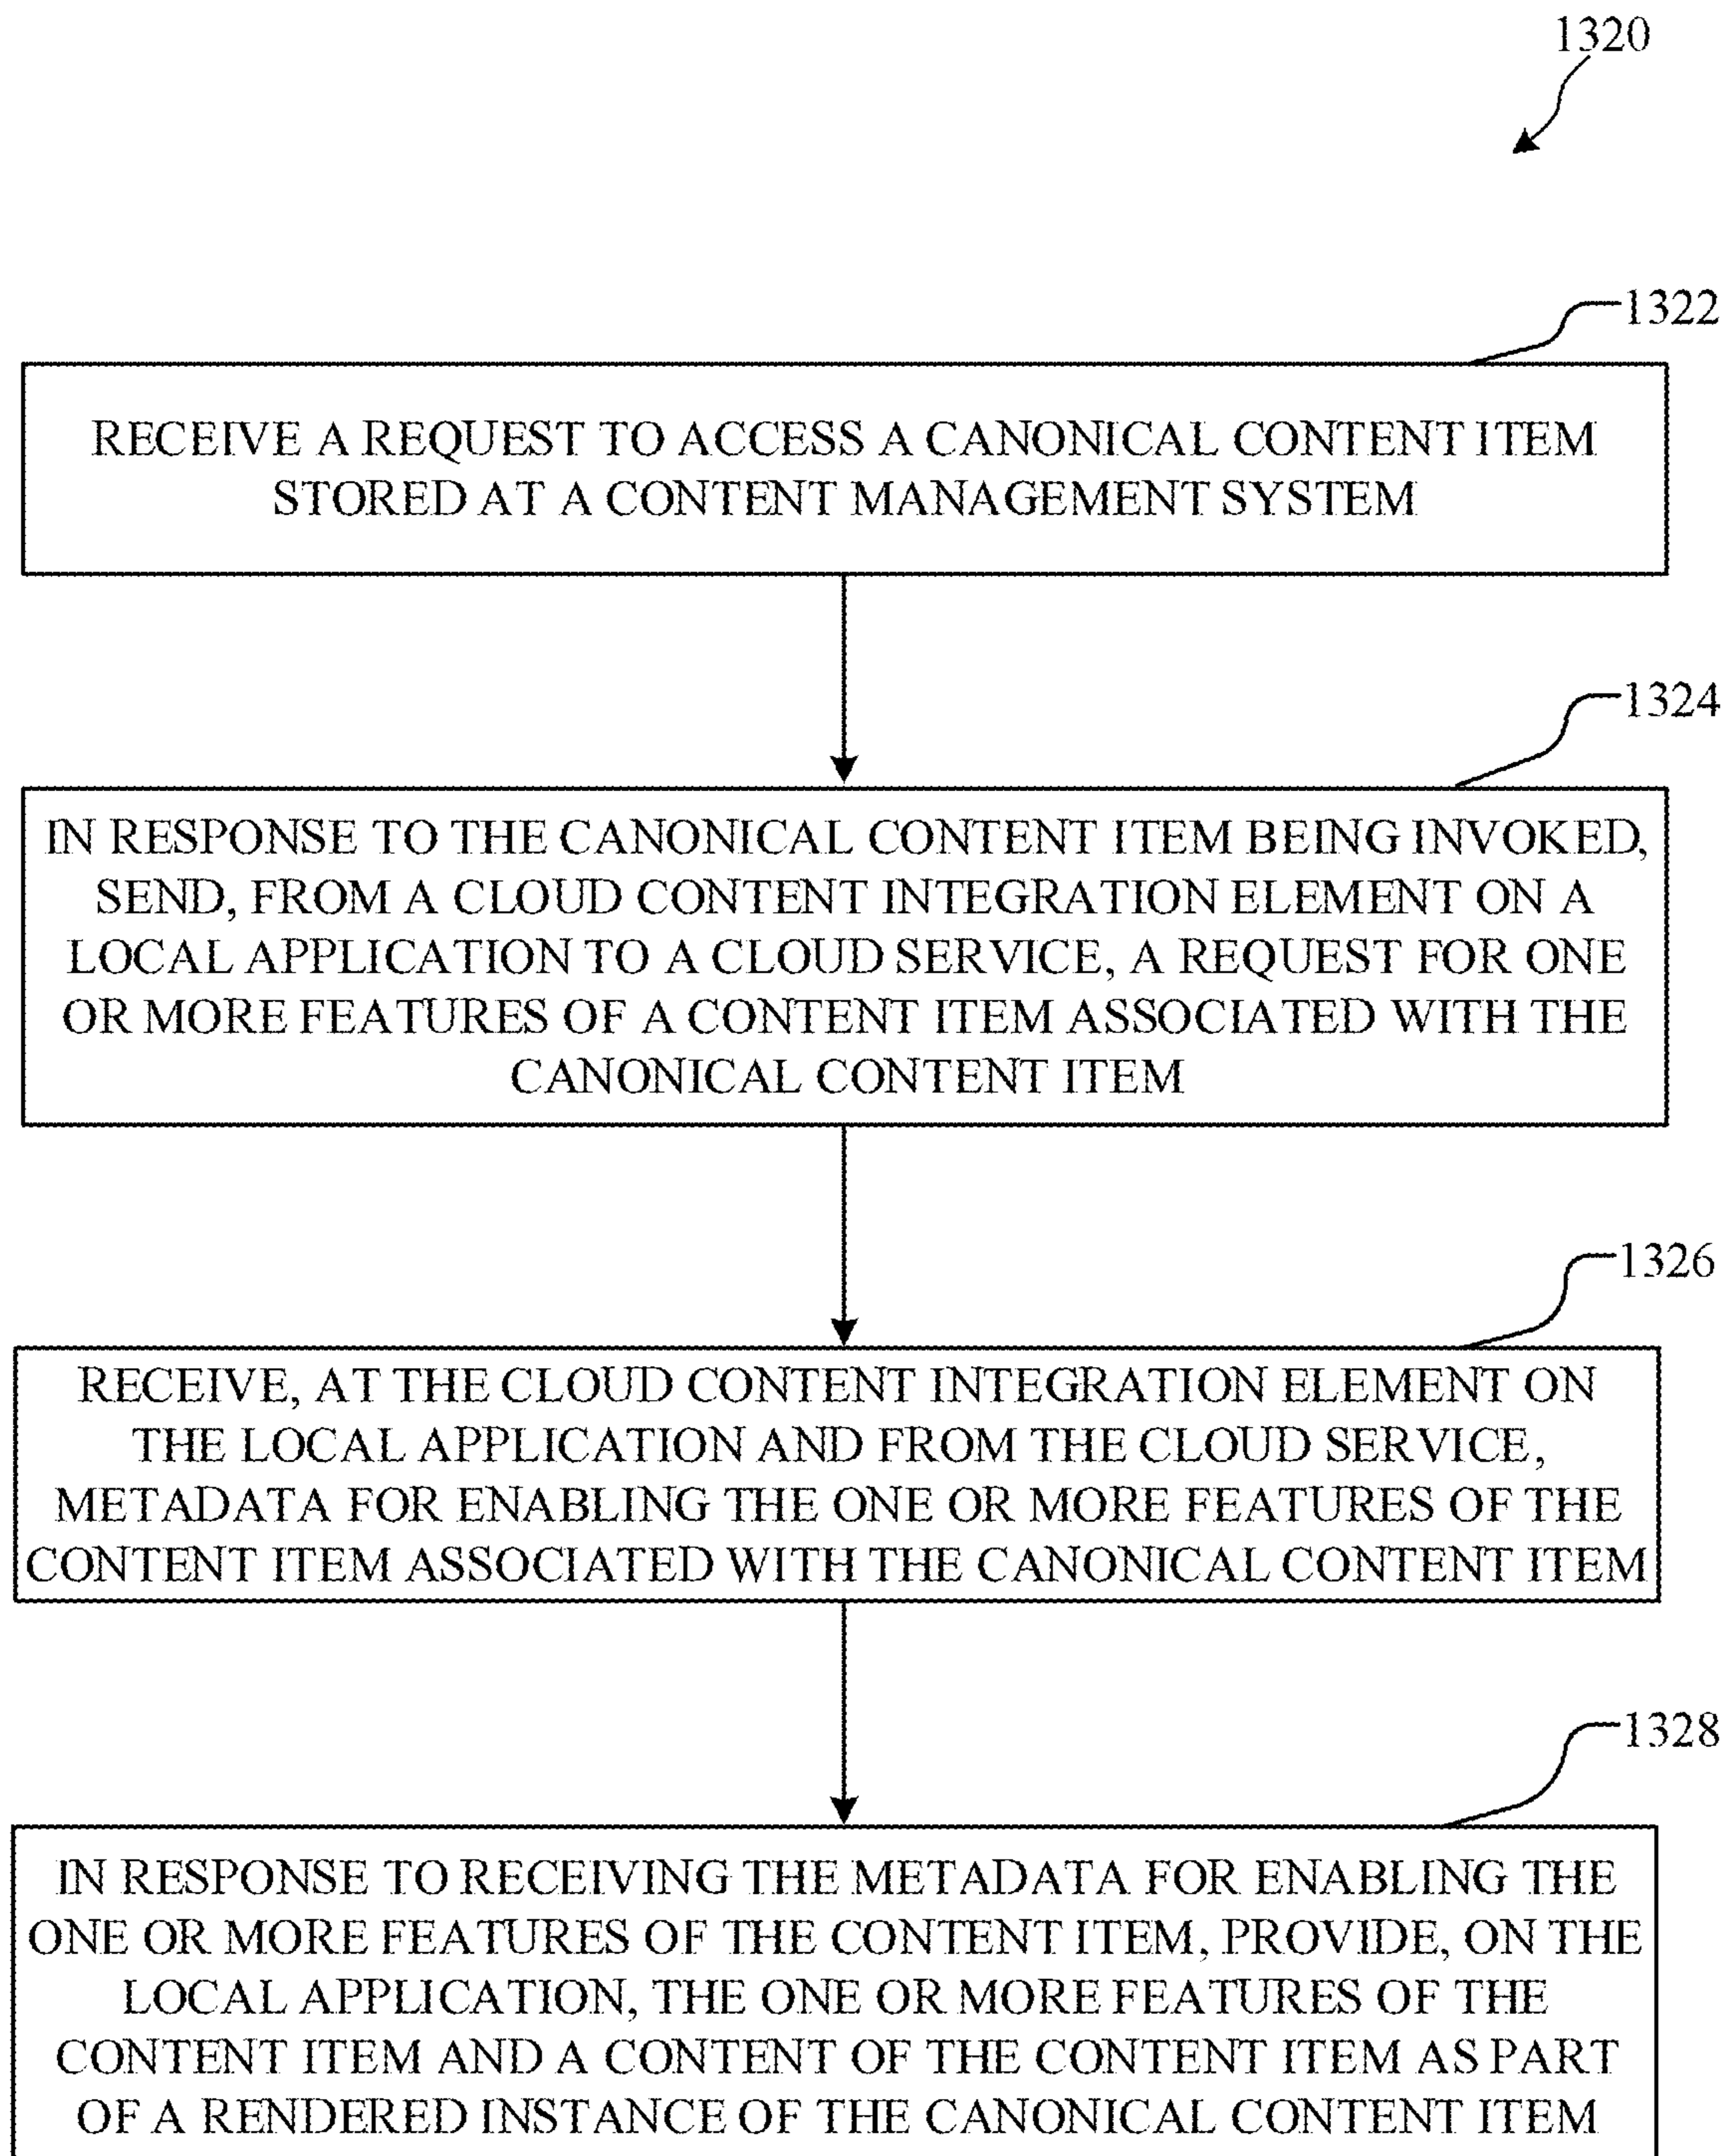 1320
1322
RECEIVE A REQUEST TO ACCESS A CANONICAL CONTENT ITEM
STORED AT A CONTENT MANAGEMENT SYSTEM
1324
IN RESPONSE TO THE CANONICAL CONTENT ITEM BEING INVOKED,
SEND, FROM A CLOUD CONTENT INTEGRATION ELEMENT ON A
LOCAL APPLICATION TO A CLOUD SERVICE, A REQUEST FOR ONE
OR MORE FEATURES OF A CONTENT ITEM ASSOCIATED WITH THE
CANONICAL CONTENT ITEM
1326
RECEIVE, AT THE CLOUD CONTENT INTEGRATION ELEMENT ON
THE LOCAL APPLICATION AND FROM THE CLOUD SERVICE,
METADATA FOR ENABLING THE ONE OR MORE FEATURES OF THE
CONTENT ITEM ASSOCIATED WITH THE CANONICAL CONTENT ITEM
1328
IN RESPONSE TO RECEIVING THE METADATA FOR ENABLING THE
ONE OR MORE FEATURES OF THE CONTENT ITEM, PROVIDE, ON THE
LOCAL APPLICATION, THE ONE OR MORE FEATURES OF THE
CONTENT ITEM AND A CONTENT OF THE CONTENT ITEM AS PART
OF A RENDERED INSTANCE OF THE CANONICAL CONTENT ITEM